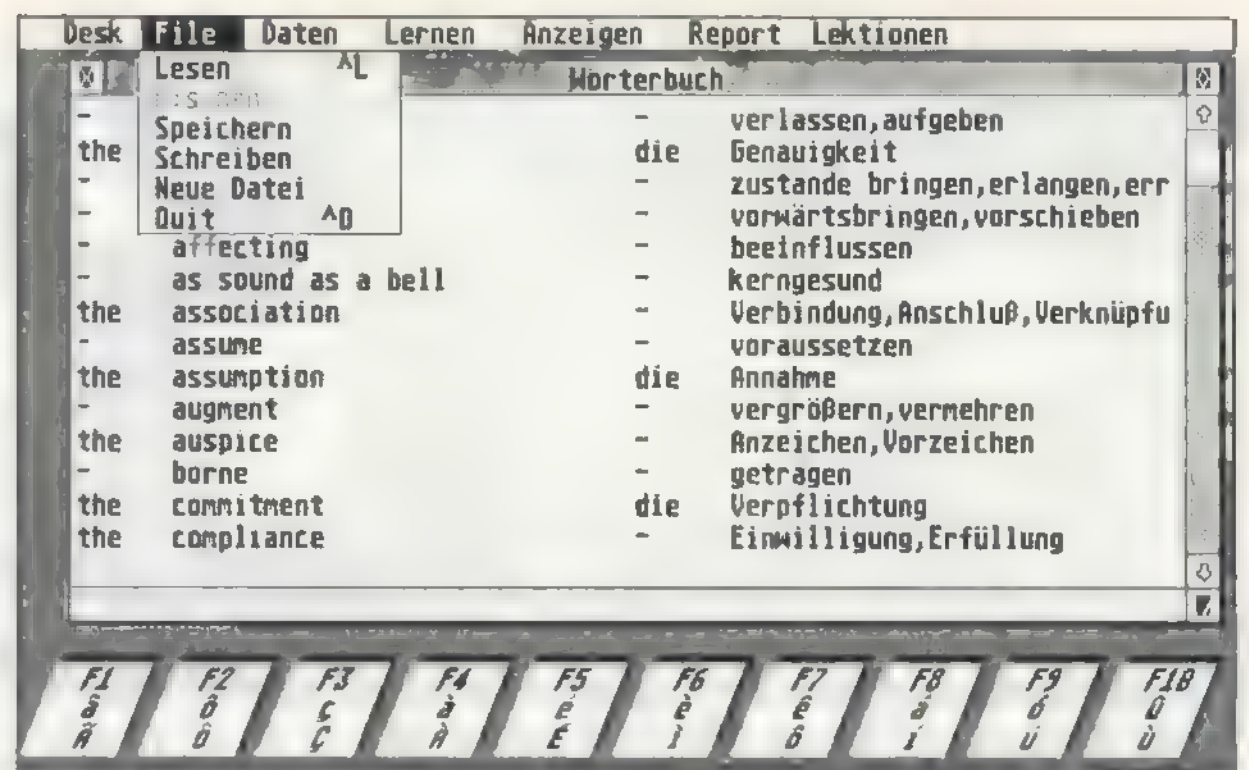 Desk File Daten Lernen Anzeigen Report Lektionen
Lesen ^L
Speichern
Schreiben
Neue Datei
Quit ^Q
Wörterbuch
- verlassen,aufgeben
the die Genauigkeit
- - zustande bringen,erlangen,err
- - vorwärtsbringen,vorschieben
- affecting - beeinflussen
- as sound as a bell - kerngesund
the association - Verbindung,Anschluß,Verknüpfu
- assume - voraussetzen
the assumption die Annahme
- augment - vergrößern,vermehren
the auspice - Anzeichen,Vorzeichen
- borne - getragen
the commitment die Verpflichtung
the compliance - Einwilligung,Erfüllung
F1 F2 F3 F4 F5 F6 F7 F8 F9 F10